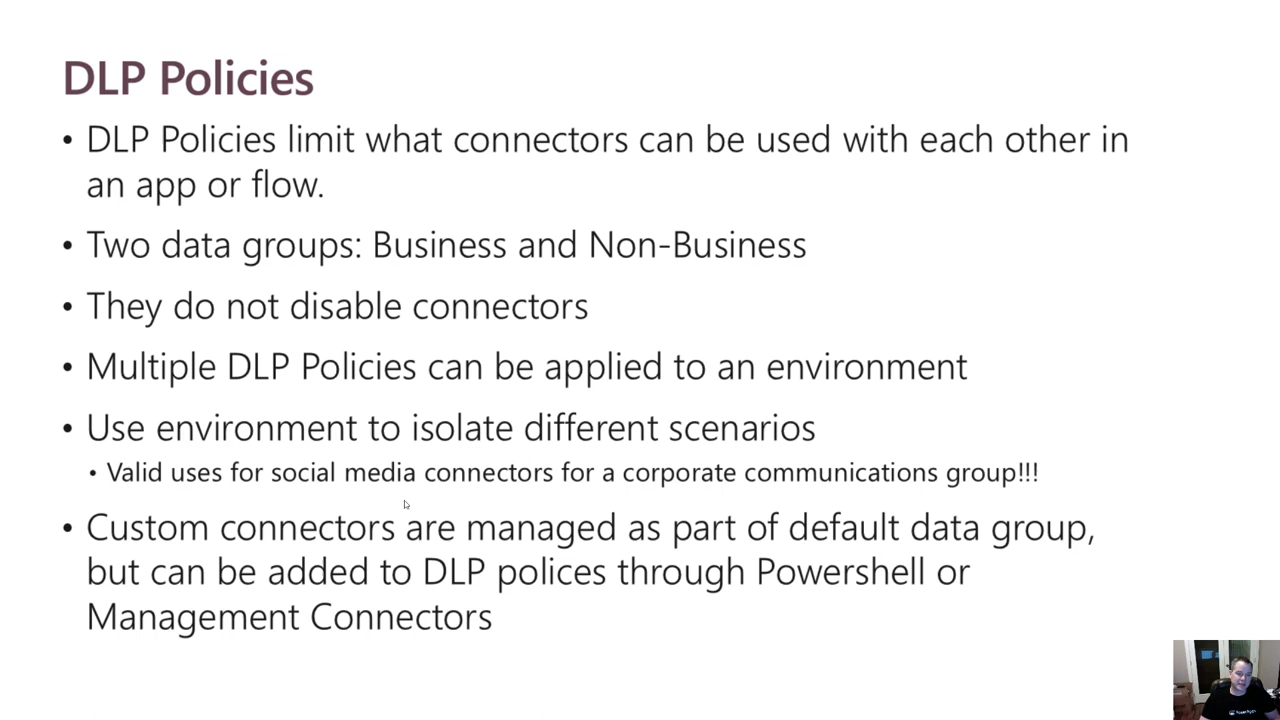 DLP Policies
• DLP Policies limit what connectors can be used with each other in
an app or flow.
• Two data groups: Business and Non-Business
• They do not disable connectors
• Multiple DLP Policies can be applied to an environment
• Use environment to isolate different scenarios
• Valid uses for social media connectors for a corporate communications group!!!
• Custom connectors are managed as part of default data group,
but can be added to DLP polices through Powershell or
Management Connectors